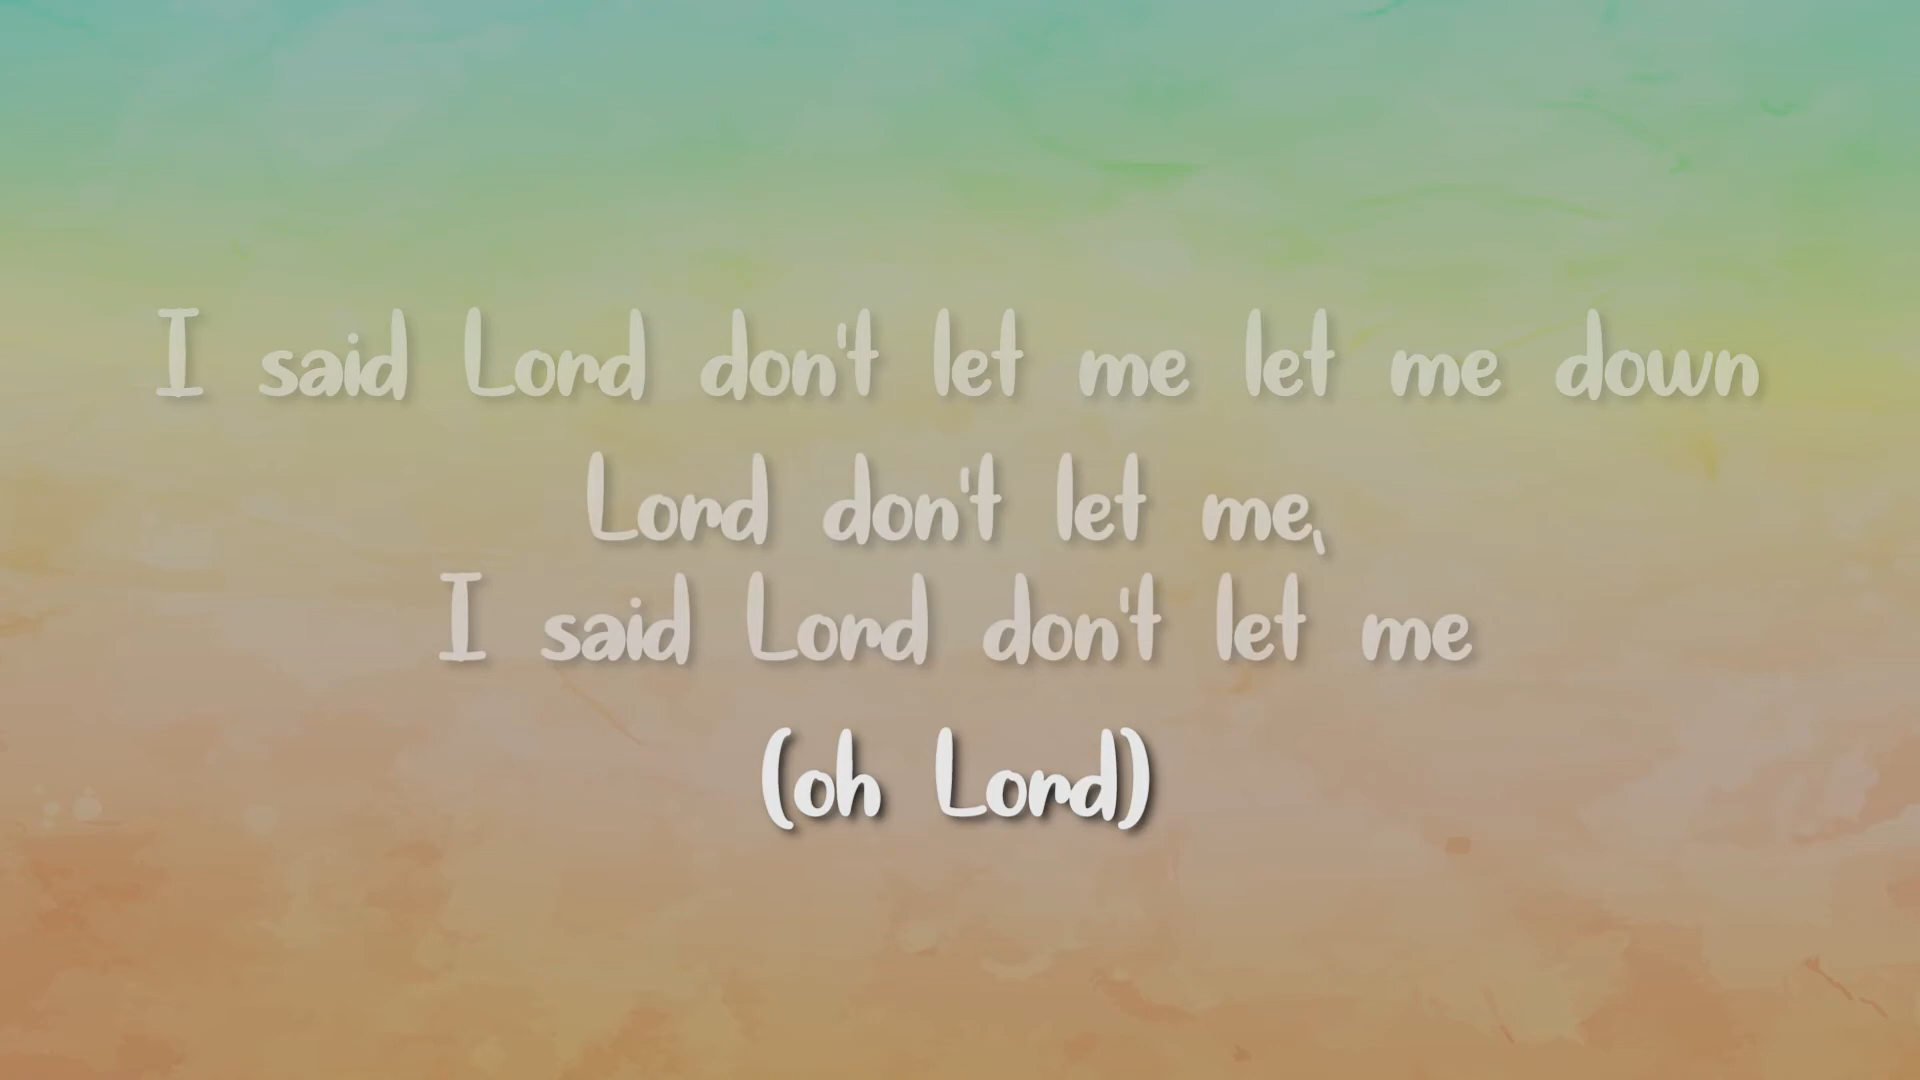 I said Lord don't let me let me down
Lord don't let me,
I said Lord don't let me
(oh Lord)